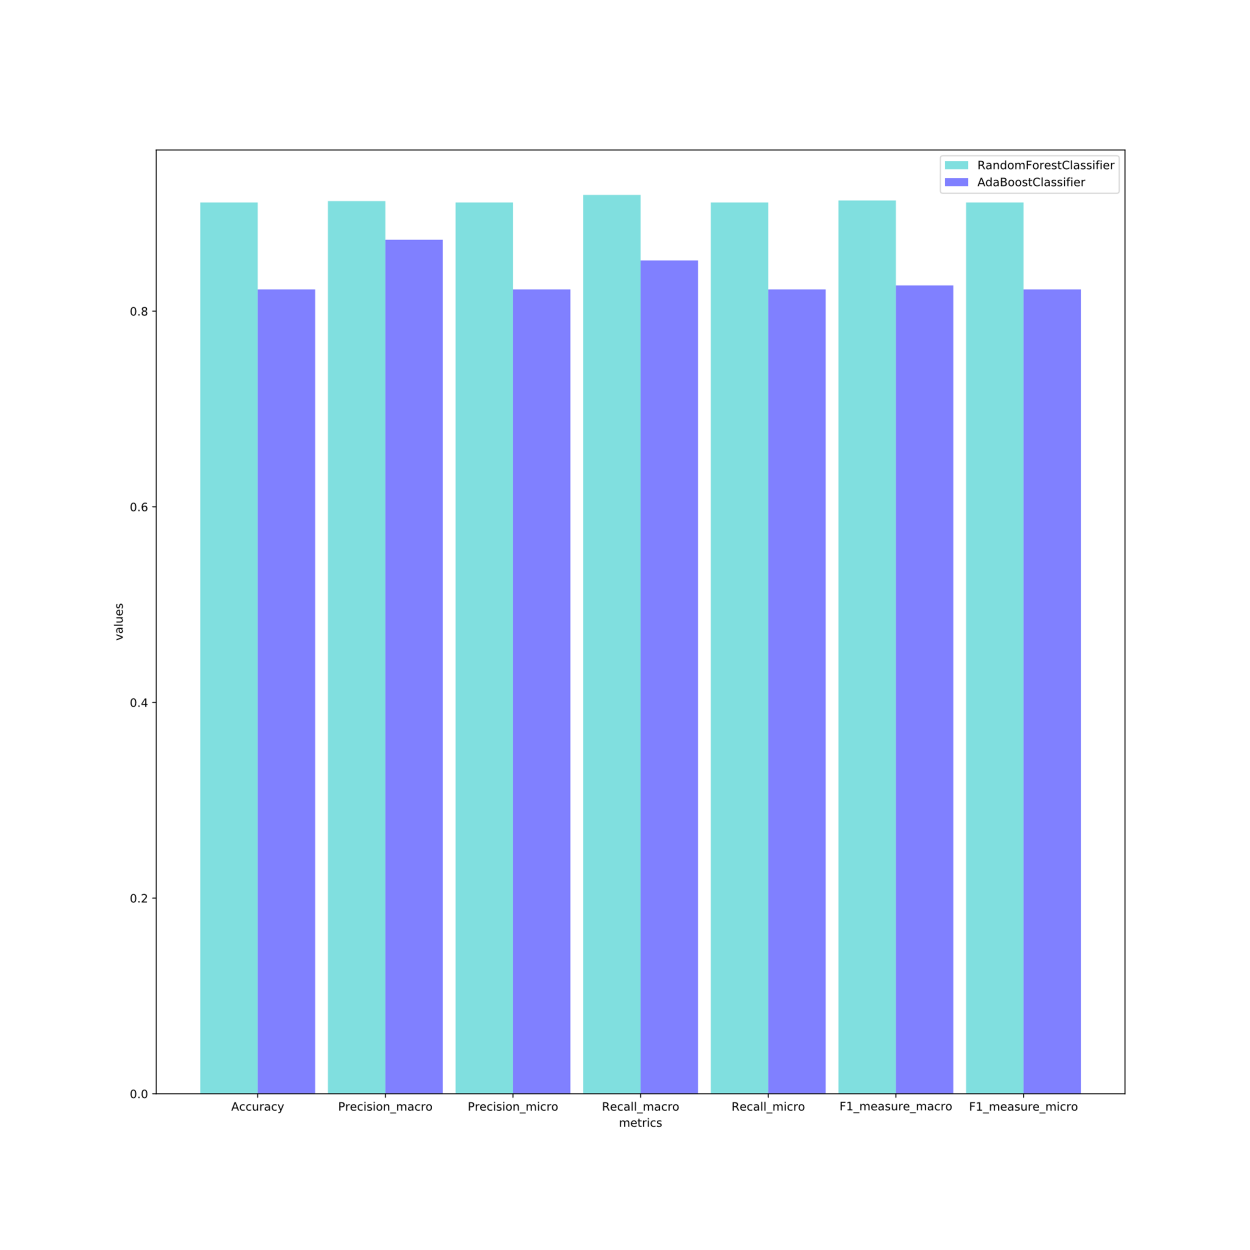 RandomForestClassifier
AdaBoostClassifier
0.8
0.6
0.4
0.2
0.0
values
Accuracy Precision_macro Precision_micro Recall_macro Recall_micro F1_measure_macro F1_measure_micro
metrics